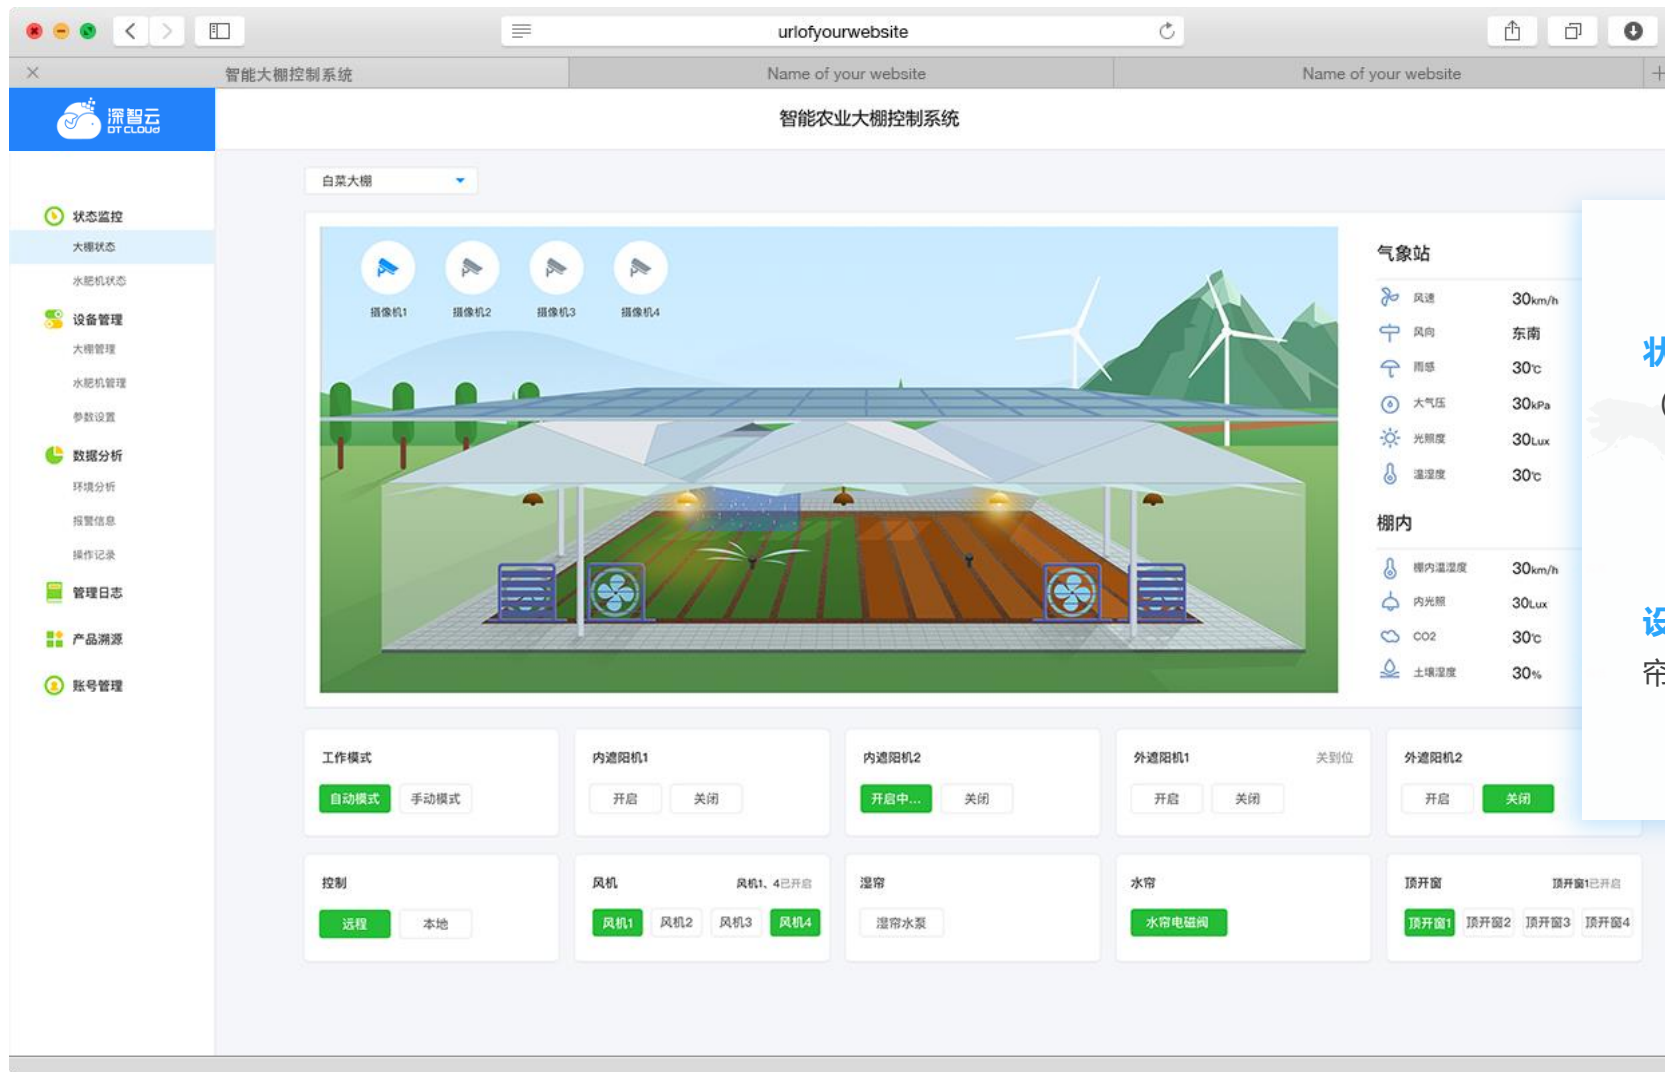 urlofyourwebsite
智能大棚控制系统
Name of your website
Name of your website
深智云
DT CLOUD
智能农业大棚控制系统
白菜大棚
状态监控
大棚状态
水肥机状态
设备管理
大棚管理
水肥机管理
参数设置
数据分析
环境分析
报警信息
操作记录
管理日志
产品溯源
账号管理
摄像机1 摄像机2 摄像机3 摄像机4
气象站
风速 30km/h
风向 东南
雨感 30℃
大气压 30kPa
光照度 30Lux
温湿度 30℃
棚内
棚内温湿度 30km/h
内光照 30Lux
CO2 30℃
土壤湿度 30%
状
（
设
帘
工作模式
自动模式 手动模式
内遮阳机1
开启 关闭
内遮阳机2
开启中... 关闭
外遮阳机1 关到位
开启 关闭
外遮阳机2
开启 关闭
控制
远程 本地
风机 风机1、4已开启
风机1 风机2 风机3 风机4
湿帘
湿帘水泵
水帘
水帘电磁阀
顶开窗 顶开窗1已开启
顶开窗1 顶开窗2 顶开窗3 顶开窗4